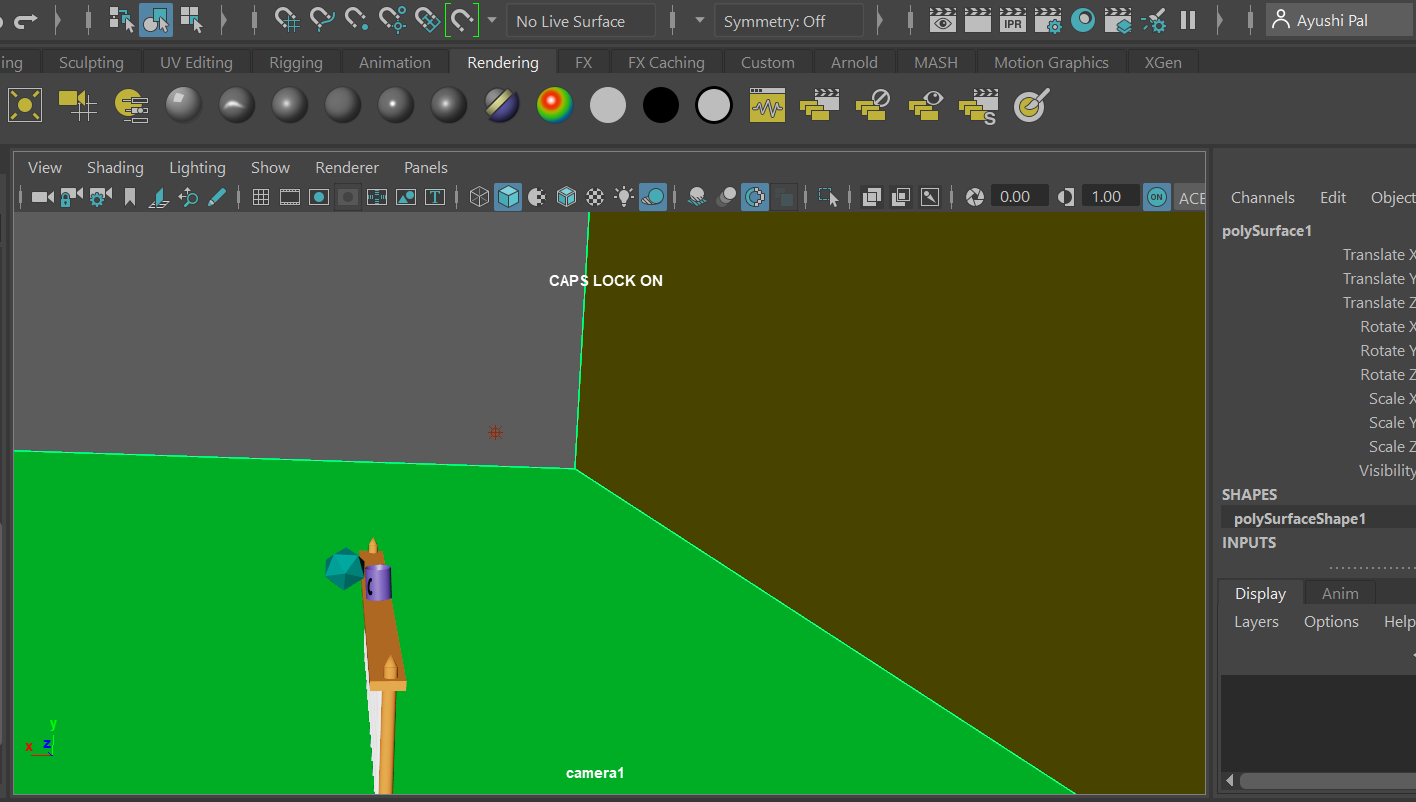 No Live Surface Symmetry: Off IPR Ayushi Pal
ing Sculpting UV Editing Rigging Animation Rendering FX FX Caching Custom Arnold MASH Motion Graphics XGen
S
View Shading Lighting Show Renderer Panels
T 0.00 1.00 ON ACE
Channels Edit Object
polySurface1
Translate X
Translate Y
Translate Z
Rotate X
Rotate Y
Rotate Z
Scale X
Scale Y
Scale Z
Visibility
SHAPES
polySurfaceShape1
INPUTS
CAPS LOCK ON
Display Anim
Layers Options Help
y
x z
camera1